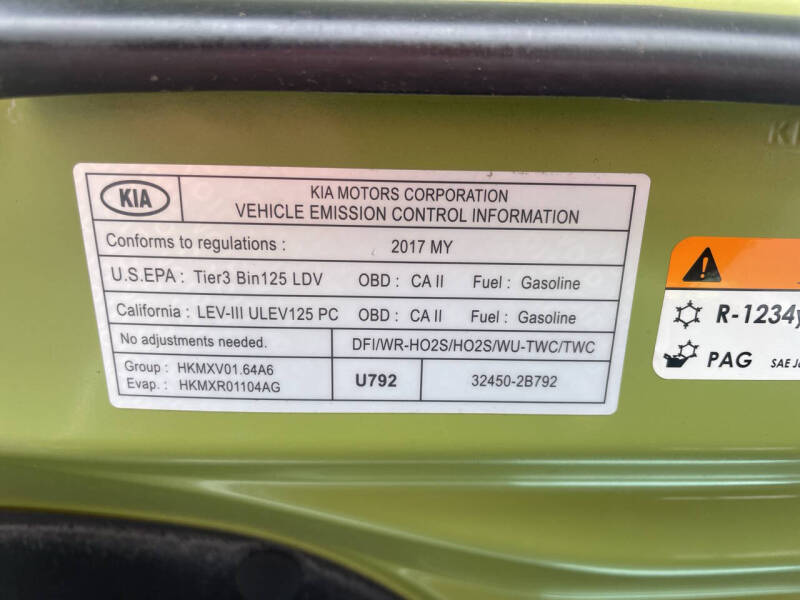 KIA
KIA MOTORS CORPORATION
VEHICLE EMISSION CONTROL INFORMATION
Conforms to regulations : 2017 MY
U.S.EPA : Tier3 Bin125 LDV OBD : CA II Fuel : Gasoline
California : LEV-III ULEV125 PC OBD : CA II Fuel : Gasoline
No adjustments needed. DFI/WR-HO2S/HO2S/WU-TWC/TWC
Group : HKMXV01.64A6
Evap. : HKMXR01104AG
U792
32450-2B792
R-1234y
PAG SAE